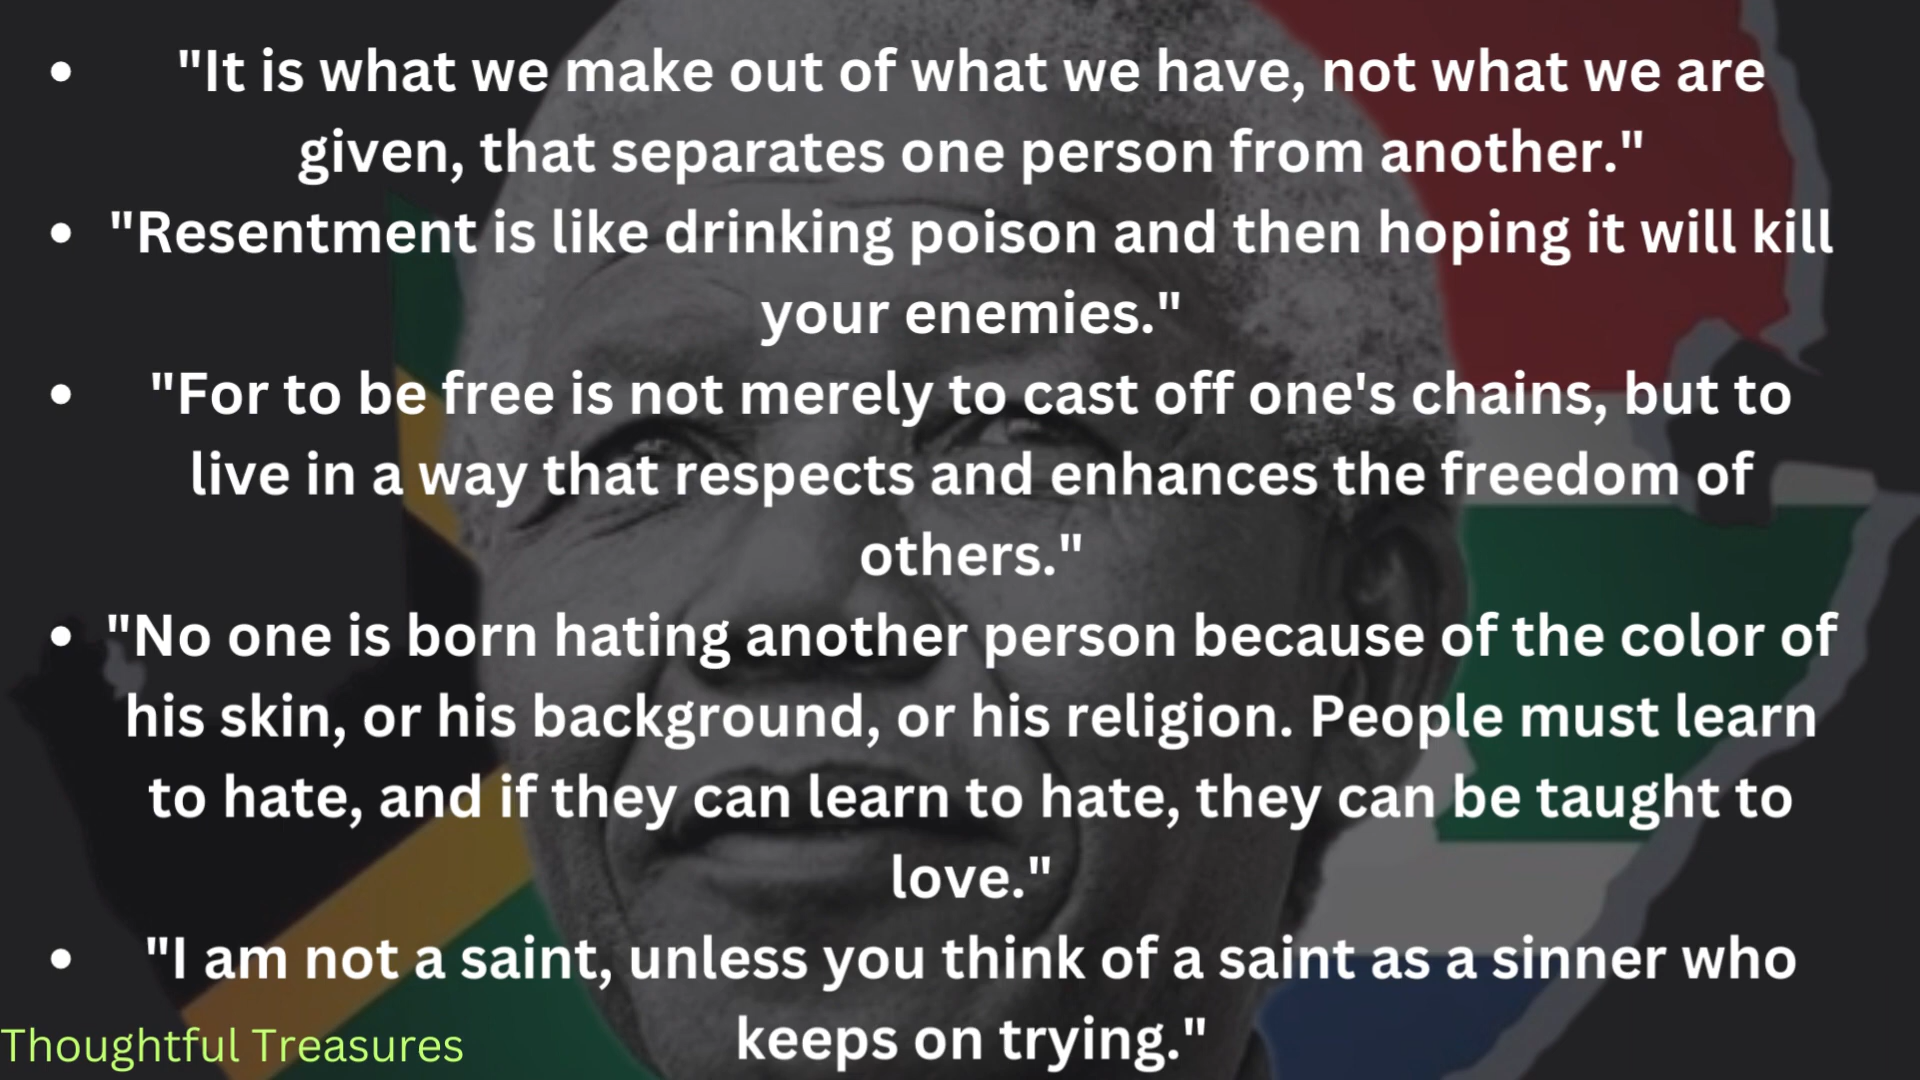 • "It is what we make out of what we have, not what we are
given, that separates one person from another."
• "Resentment is like drinking poison and then hoping it will kill
your enemies."
• "For to be free is not merely to cast off one's chains, but to
live in a way that respects and enhances the freedom of
others."
• "No one is born hating another person because of the color of
his skin, or his background, or his religion. People must learn
to hate, and if they can learn to hate, they can be taught to
love."
• "I am not a saint, unless you think of a saint as a sinner who
keeps on trying."
Thoughtful Treasures